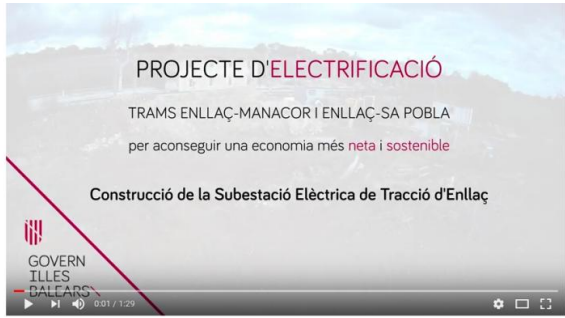 PROJECTE D'ELECTRIFICACIÓ
TRAMS ENLLAÇ-MANACOR I ENLLAÇ-SA POBLA
per aconseguir una economia més neta i sostenible
Construcció de la Subestació Elèctrica de Tracció d'Enllaç
GOVERN
ILLES
BALEARS
0:01 / 1:29